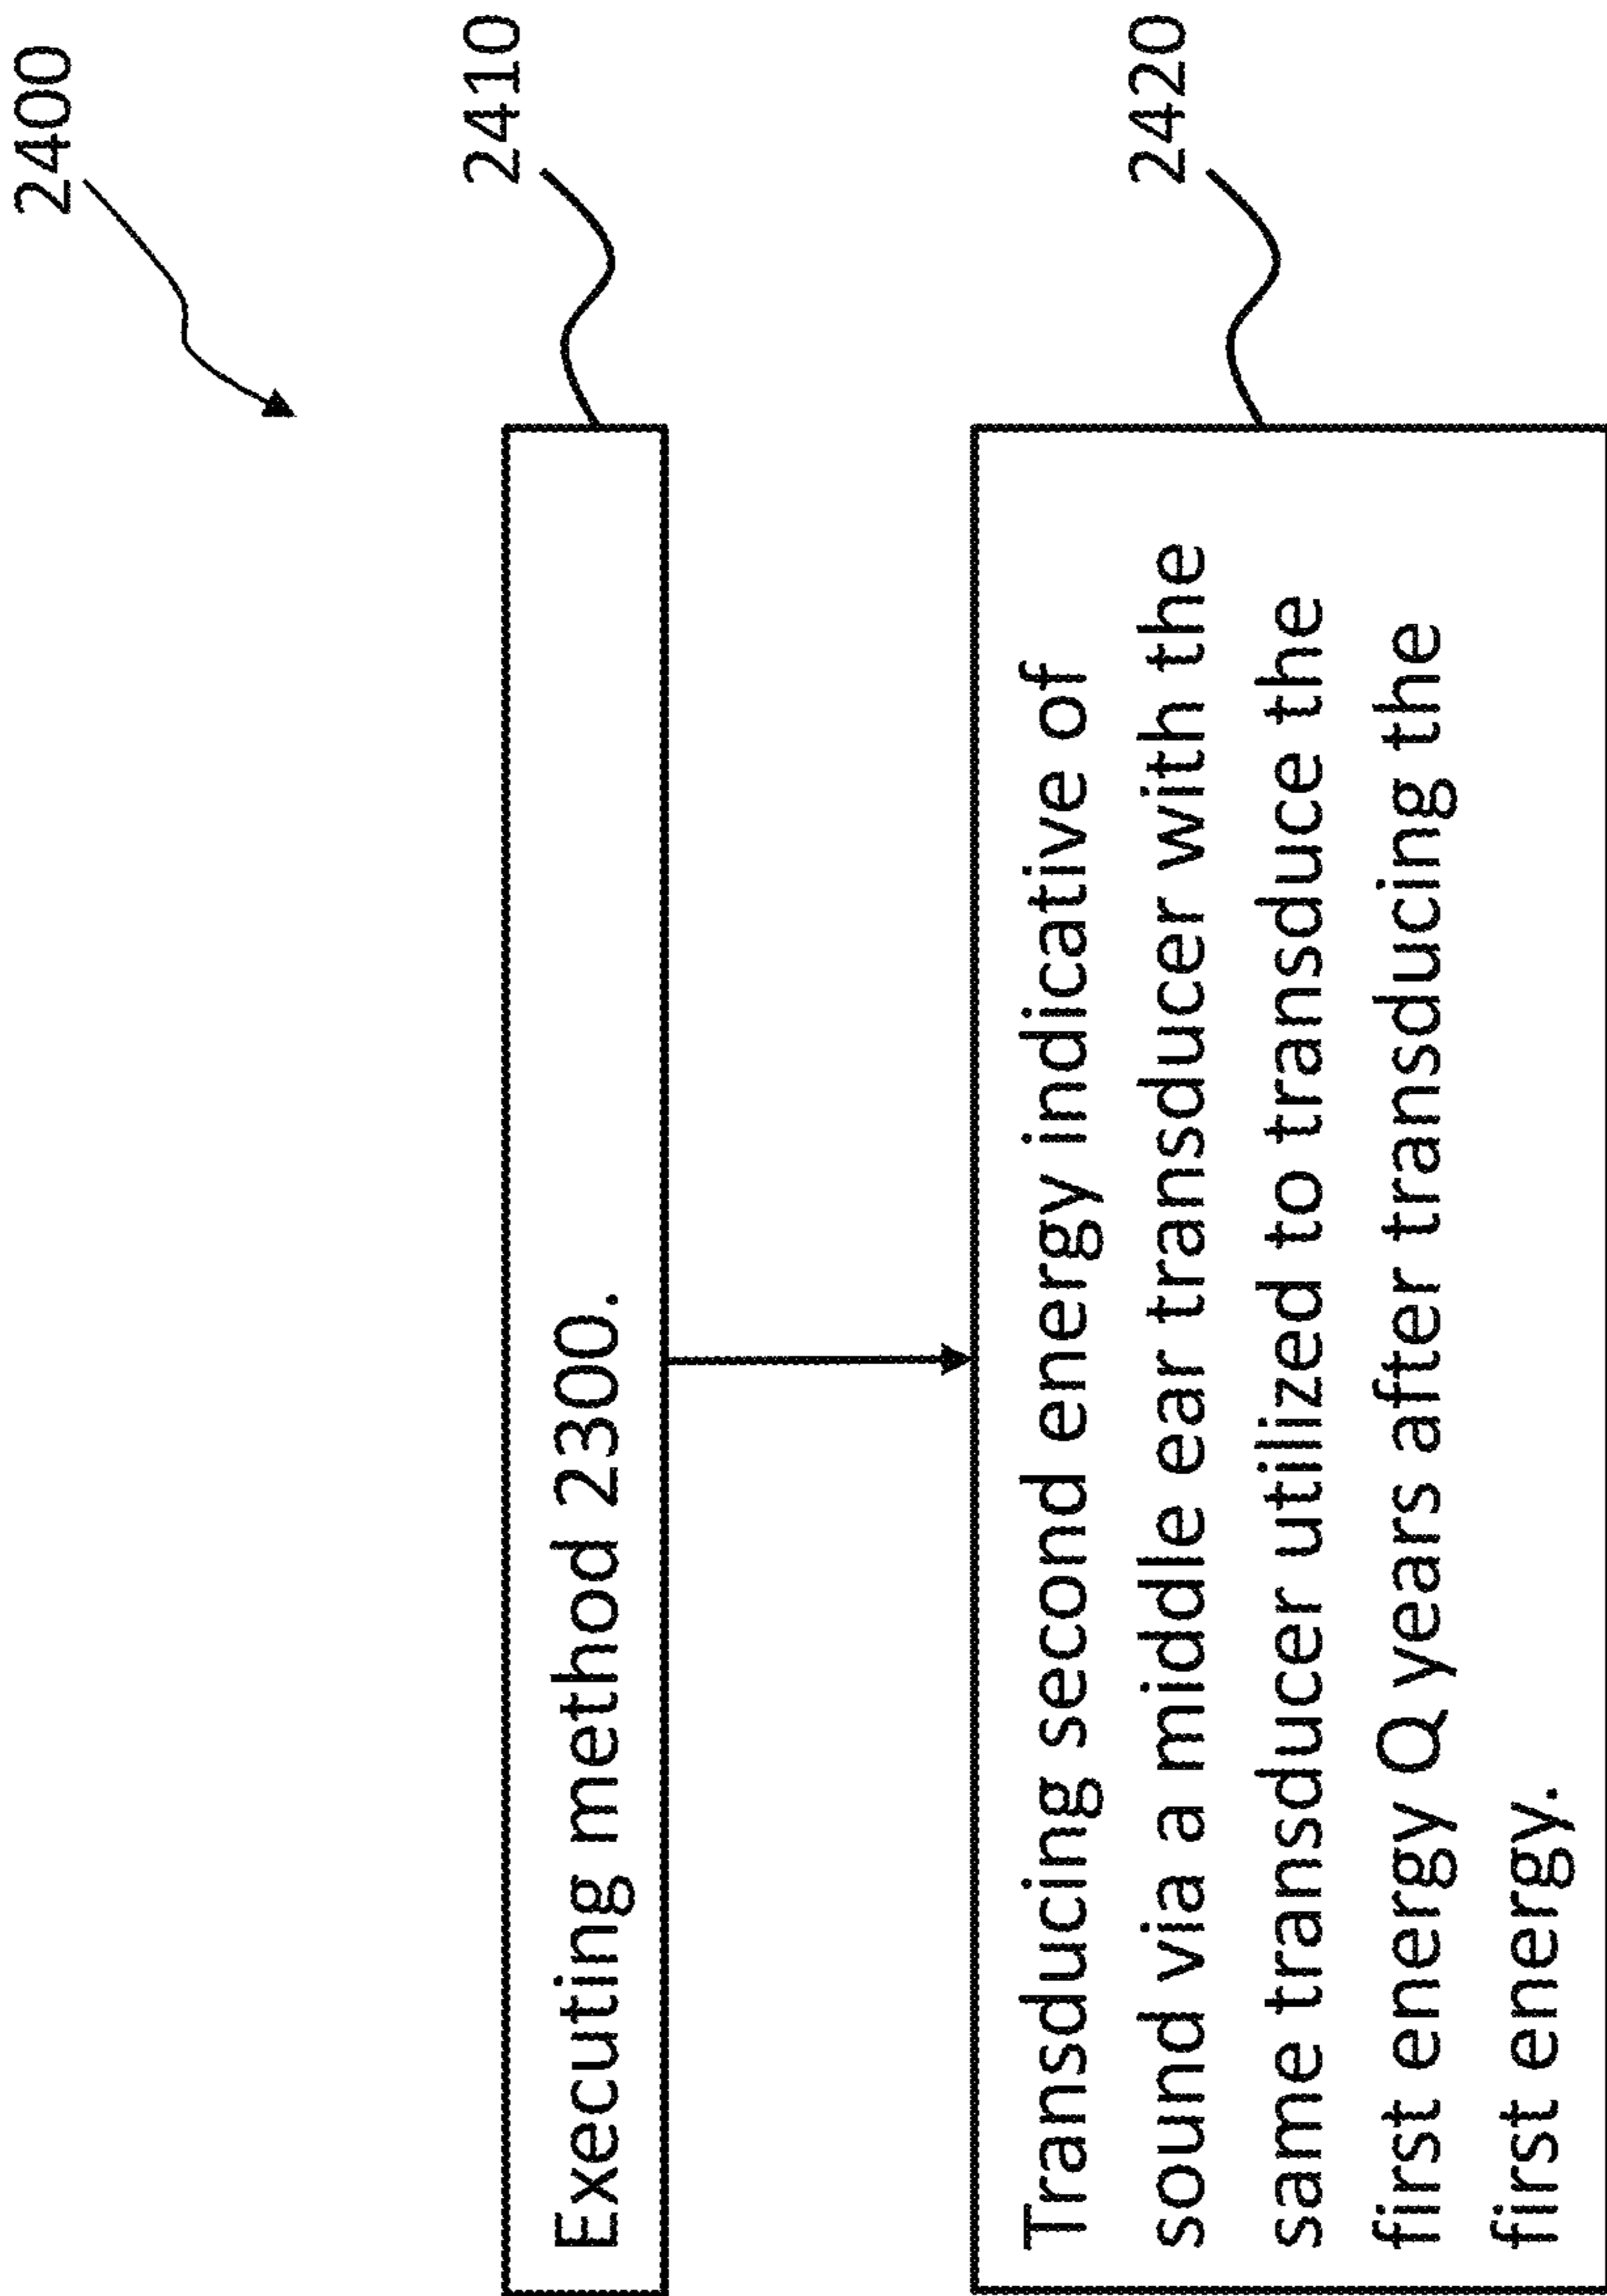 2400
2410
Executing method 2300.
2420
Transducing second energy indicative of
sound via a middle ear transducer with the
same transducer utilized to transduce the
first energy Q years after transducing the
first energy.